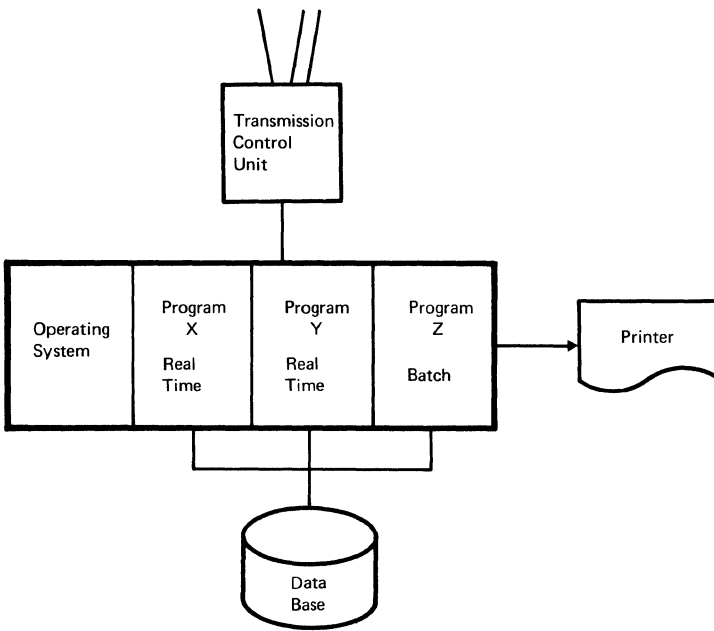 Transmission
Control
Unit
Operating
System
Program
X
Real
Time
Program
Y
Real
Time
Program
Z
Batch
Printer
Data
Base